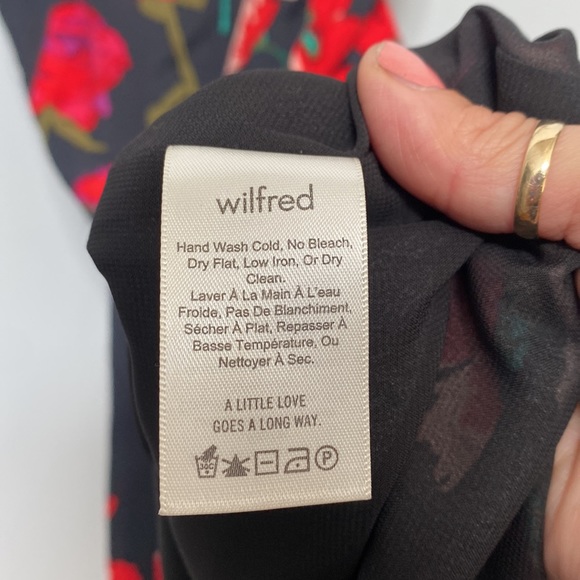 wilfred
Hand Wash Cold, No Bleach,
Dry Flat, Low Iron, Or Dry
Clean.
Laver À La Main À L'eau
Froide, Pas De Blanchiment,
Sécher À Plat, Repasser À
Basse Température, Ou
Nettoyer À Sec.
A LITTLE LOVE
GOES A LONG WAY.
30C P